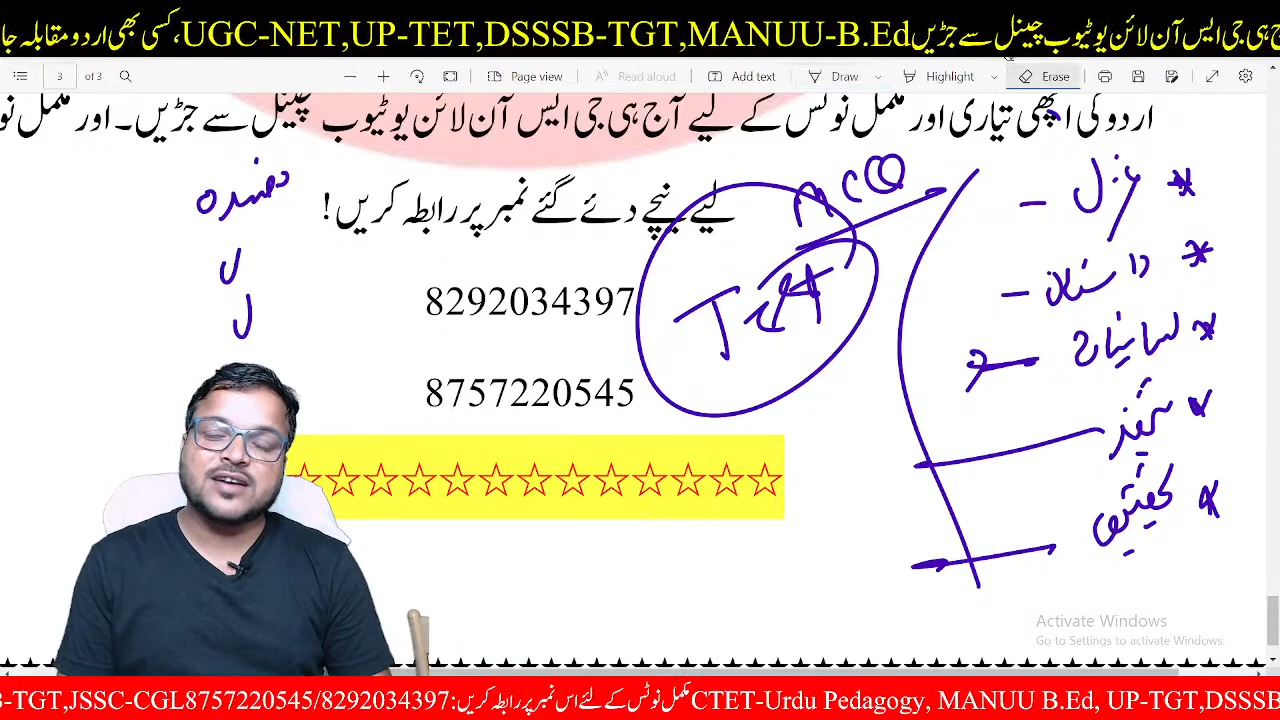 ج ہی جی ایس آن لائن یوٹیوب چینل سے جڑیں UGC-NET,UP-TET,DSSSB-TGT,MANUU-B.Ed، کسی بھی اردو مقابلہ جا
3 of 3 Page view Read aloud Add text Draw Highlight Erase
اردو کی اچھی تیاری اور مکمل نوٹس کے لیے آج ہی جی ایس آن لائن یوٹیوب چینل سے جڑیں۔ اور مکمل نو
لیے نیچے دئے گئے نمبر پر رابطہ کریں!
MCQ
* غزل –
* داستان –
8292034397
* لسانیات
8757220545
* تنقید
* تحقیق
☆☆☆☆☆☆☆☆☆☆☆☆☆
Activate Windows
Go to Settings to activate Windows.
B-TGT,JSSC-CGL مکمل نوٹس کے لئے اس نمبر پر رابطہ کریں: 8757220545/8292034397 CTET-Urdu Pedagogy, MANUU B.Ed, UP-TGT,DSSSB